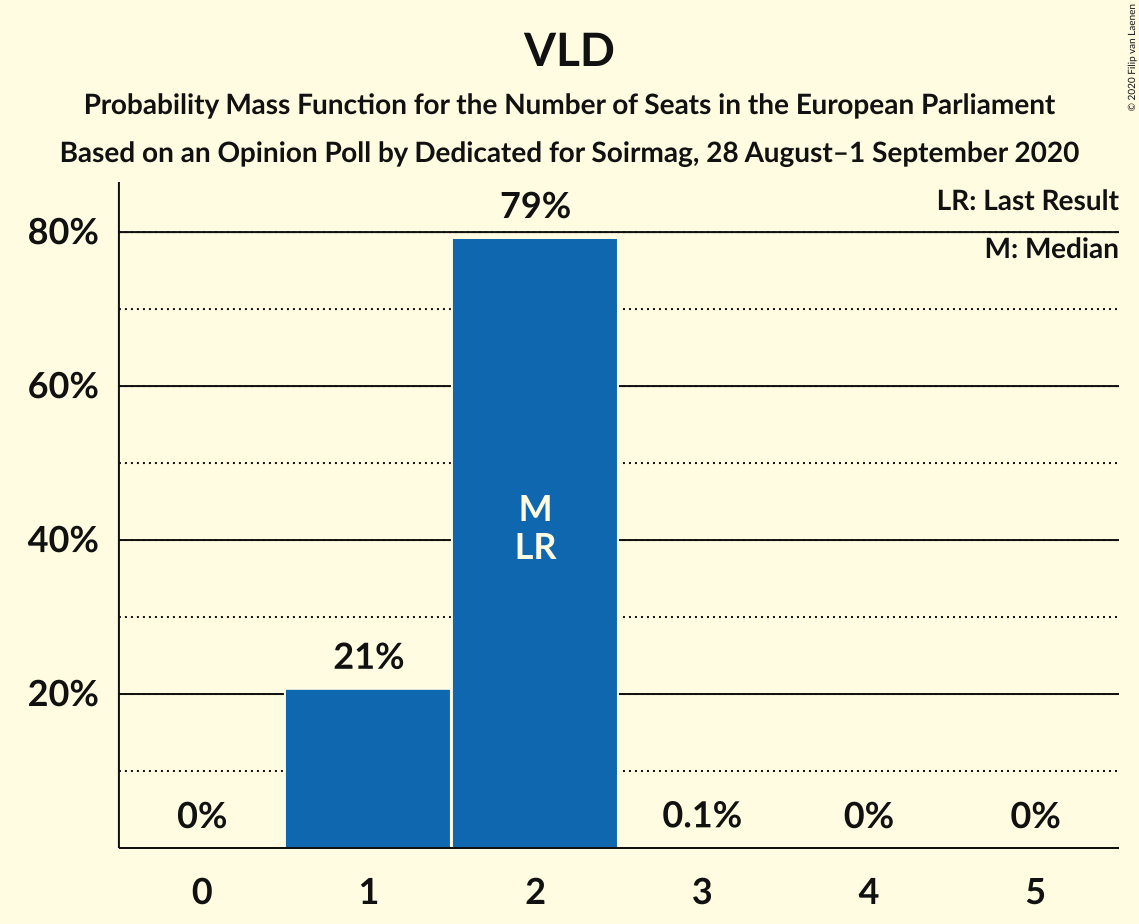 VLD
Probability Mass Function for the Number of Seats in the European Parliament
Based on an Opinion Poll by Dedicated for Soirmag, 28 August–1 September 2020
© 2020 Filip van Laenen
LR: Last Result
M: Median
80%
60%
40%
20%
0%
21%
79%
M
LR
0.1%
0%
0%
0
1
2
3
4
5